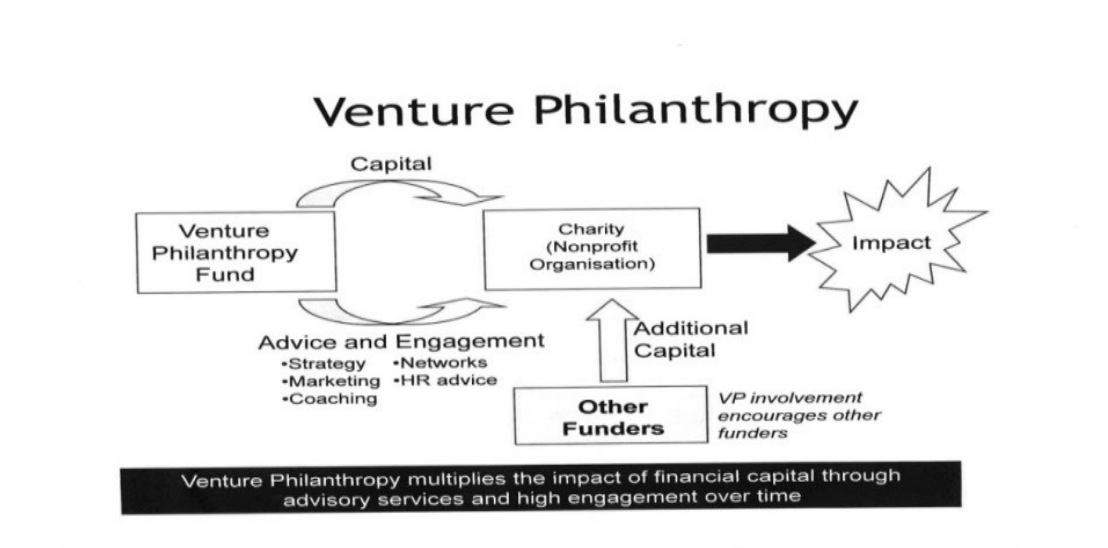 Venture Philanthropy
Capital
Venture
Philanthropy
Fund
Charity
(Nonprofit
Organisation)
Impact
Advice and Engagement
•Strategy •Networks
•Marketing •HR advice
•Coaching
Additional
Capital
Other
Funders
VP involvement
encourages other
funders
Venture Philanthropy multiplies the impact of financial capital through
advisory services and high engagement over time